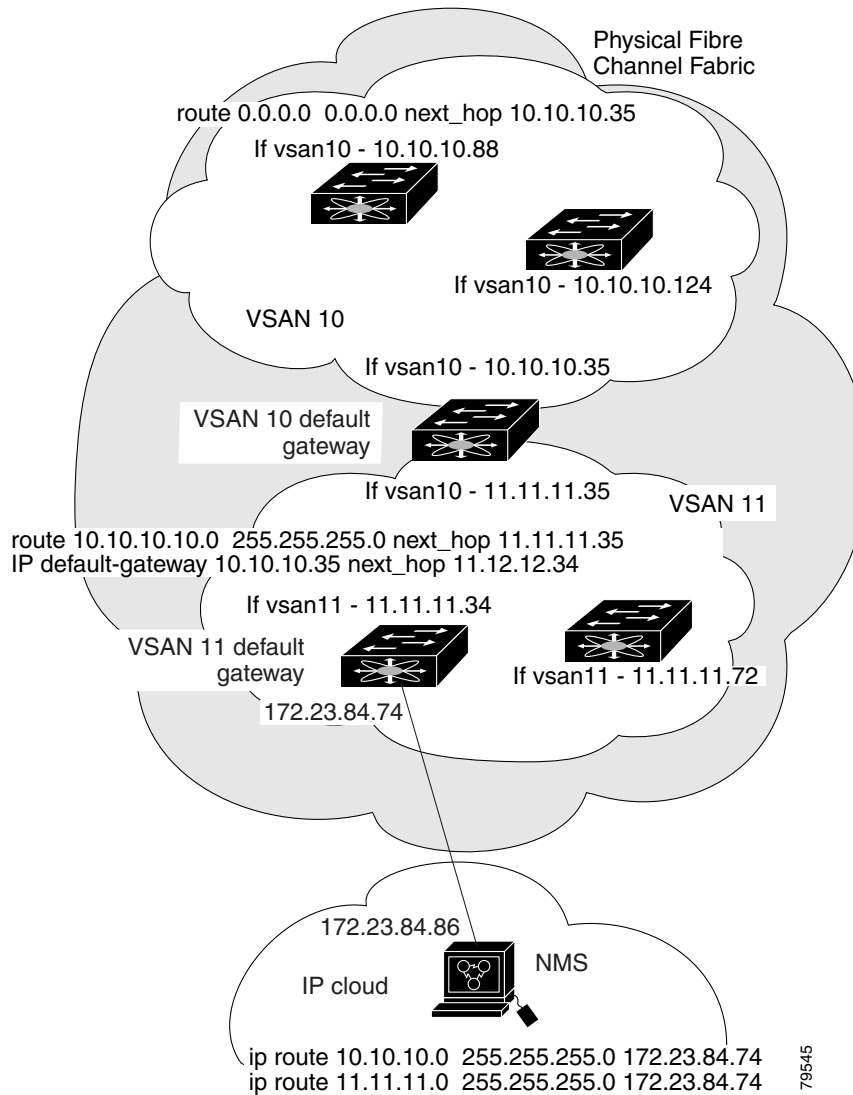 Physical Fibre
Channel Fabric
route 0.0.0.0 0.0.0.0 next_hop 10.10.10.35
If vsan10 - 10.10.10.88
If vsan10 - 10.10.10.124
VSAN 10
If vsan10 - 10.10.10.35
VSAN 10 default
gateway
If vsan10 - 11.11.11.35
VSAN 11
route 10.10.10.10.0 255.255.255.0 next_hop 11.11.11.35
IP default-gateway 10.10.10.35 next_hop 11.12.12.34
If vsan11 - 11.11.11.34
VSAN 11 default
gateway
If vsan11 - 11.11.11.72
172.23.84.74
172.23.84.86
NMS
IP cloud
ip route 10.10.10.0 255.255.255.0 172.23.84.74
ip route 11.11.11.0 255.255.255.0 172.23.84.74
79545